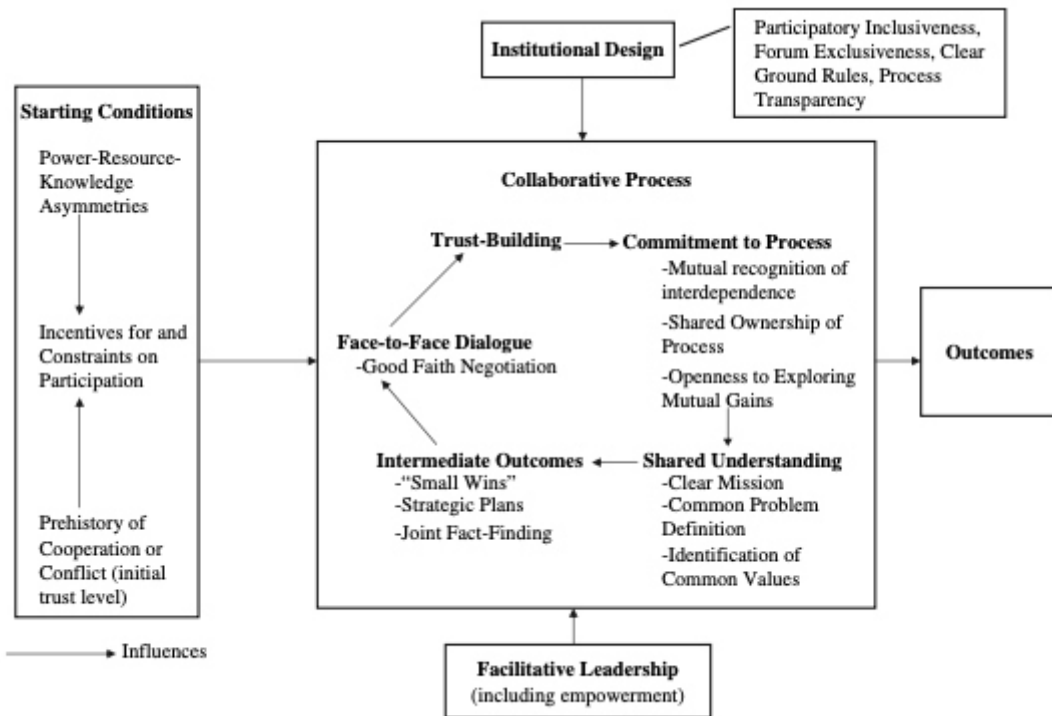 Institutional Design
Participatory Inclusiveness,
Forum Exclusiveness, Clear
Ground Rules, Process
Transparency
Starting Conditions
Power-Resource-
Knowledge
Asymmetries
Incentives for and
Constraints on
Participation
Prehistory of
Cooperation or
Conflict (initial
trust level)
Influences
Collaborative Process
Trust-Building
Commitment to Process
-Mutual recognition of
interdependence
-Shared Ownership of
Process
-Openness to Exploring
Mutual Gains
Face-to-Face Dialogue
-Good Faith Negotiation
Intermediate Outcomes
-“Small Wins”
-Strategic Plans
-Joint Fact-Finding
Shared Understanding
-Clear Mission
-Common Problem
Definition
-Identification of
Common Values
Outcomes
Facilitative Leadership
(including empowerment)